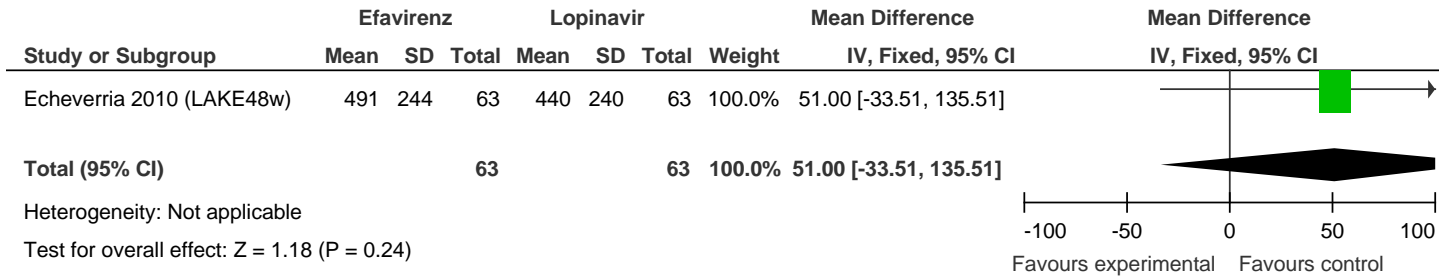 Efavirenz Lopinavir Mean Difference Mean Difference
Study or Subgroup Mean SD Total Mean SD Total Weight IV, Fixed, 95% CI IV, Fixed, 95% CI
Echeverria 2010 (LAKE48w) 491 244 63 440 240 63 100.0% 51.00 [-33.51, 135.51]
Total (95% CI) 63 63 100.0% 51.00 [-33.51, 135.51]
Heterogeneity: Not applicable
Test for overall effect: Z = 1.18 (P = 0.24)
-100 -50 0 50 100
Favours experimental Favours control